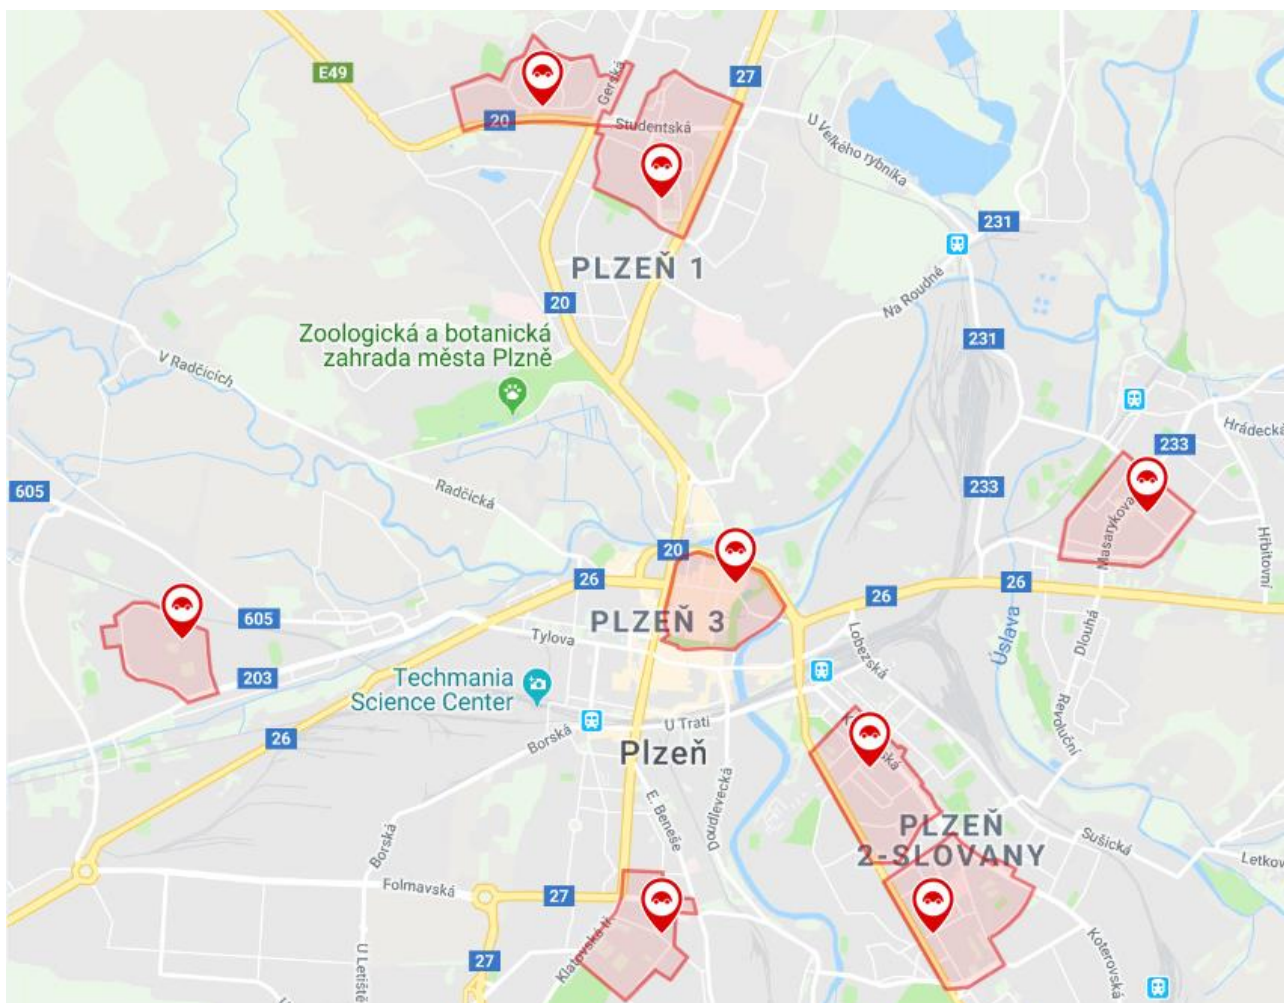 E49
27
Gerská
20
Studentská
U Velkého rybníka
231
PLZEŇ 1
20
Na Roudné
231
Zoologická a botanická
zahrada města Plzně
V Radčicích
Hrádecká
233
605
Radčická
233
Masarykova
Hřbitovní
20
26
26
26
605
PLZEŇ 3
Tylova
Lobezská
Úslava
Dlouhá
203
Techmania
Science Center
Revoluční
26
Borská
U Trati
Plzeň
Doudlevecká
E. Beneše
PLZEŇ
2-SLOVANY
Sušická
Borská
Letkov
Folmavská
27
Klatovská tř.
Koterovská
U Letiště
27